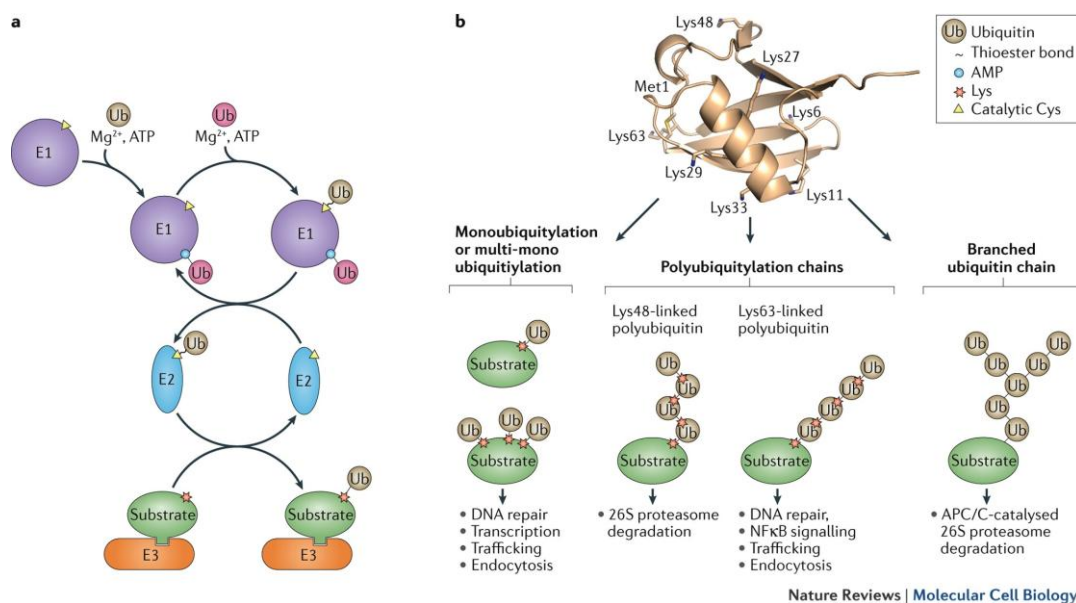 a
Ub
Mg²⁺, ATP
Ub
Mg²⁺, ATP
E1
E1
Ub
Ub
E1
Ub
Ub
E2
E2
Substrate
E3
Ub
Substrate
E3
b
Lys48
Lys27
Met1
Lys6
Lys63
Lys29
Lys33
Lys11
Ub Ubiquitin
~ Thioester bond
AMP
Lys
Catalytic Cys
Monoubiquitylation
or multi-mono
ubiquitiylation
Ub
Substrate
Ub Ub Ub
Substrate
• DNA repair
• Transcription
• Trafficking
• Endocytosis
Polyubiquitylation chains
Lys48-linked
polyubiquitin
Ub
Ub
Ub
Ub
Substrate
• 26S proteasome
degradation
Lys63-linked
polyubiquitin
Ub
Ub
Ub
Ub
Substrate
• DNA repair,
• NFκB signalling
• Trafficking
• Endocytosis
Branched
ubiquitin chain
Ub Ub
Ub Ub
Ub
Ub
Ub
Substrate
• APC/C-catalysed
26S proteasome
degradation
Nature Reviews | Molecular Cell Biology